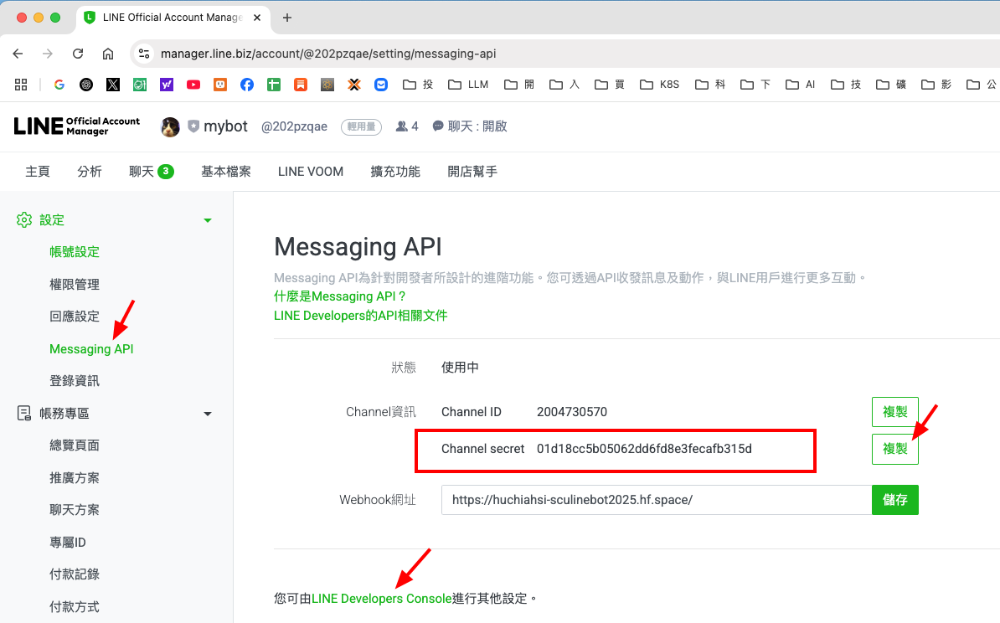 LINE Official Account Manage
manager.line.biz/account/@202pzqae/setting/messaging-api
投 LLM 開 入 買 K8S 科 下 AI 技 礦 影 公
LINE Official Account Manager mybot @202pzqae 輕用量 4 聊天 : 開啟
主頁 分析 聊天 3 基本檔案 LINE VOOM 擴充功能 開店幫手
設定
帳號設定
權限管理
回應設定
Messaging API
登錄資訊
帳務專區
總覽頁面
推廣方案
聊天方案
專屬ID
付款記錄
付款方式
Messaging API
Messaging API為針對開發者所設計的進階功能。您可透過API收發訊息及動作，與LINE用戶進行更多互動。
什麼是Messaging API？
LINE Developers的API相關文件
狀態 使用中
Channel資訊 Channel ID 2004730570 複製
Channel secret 01d18cc5b05062dd6fd8e3fecafb315d 複製
Webhook網址 https://huchiahsi-sculinebot2025.hf.space/ 儲存
您可由LINE Developers Console進行其他設定。